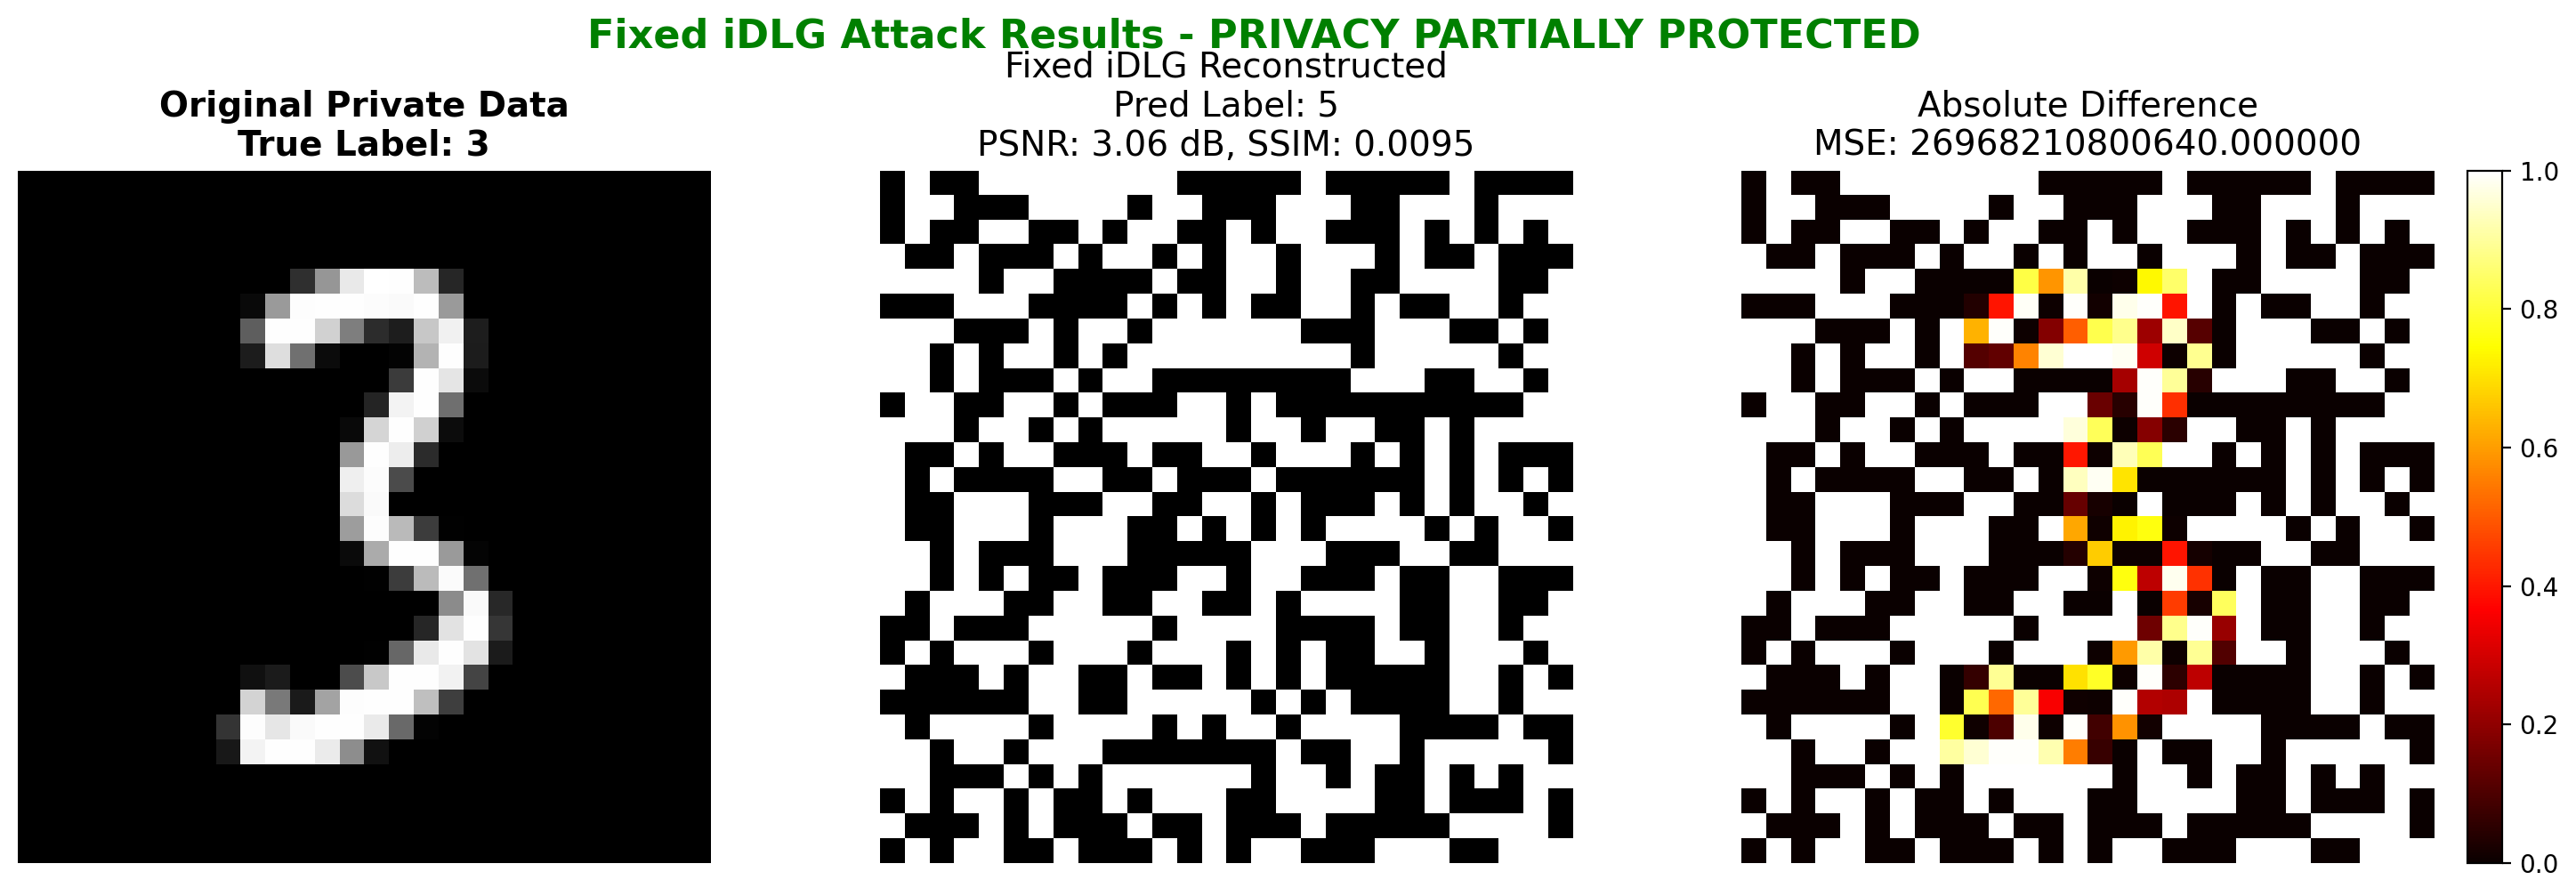 Fixed iDLG Attack Results - PRIVACY PARTIALLY PROTECTED
Original Private Data
True Label: 3
Fixed iDLG Reconstructed
Pred Label: 5
PSNR: 3.06 dB, SSIM: 0.0095
Absolute Difference
MSE: 26968210800640.000000
1.0
0.8
0.6
0.4
0.2
0.0